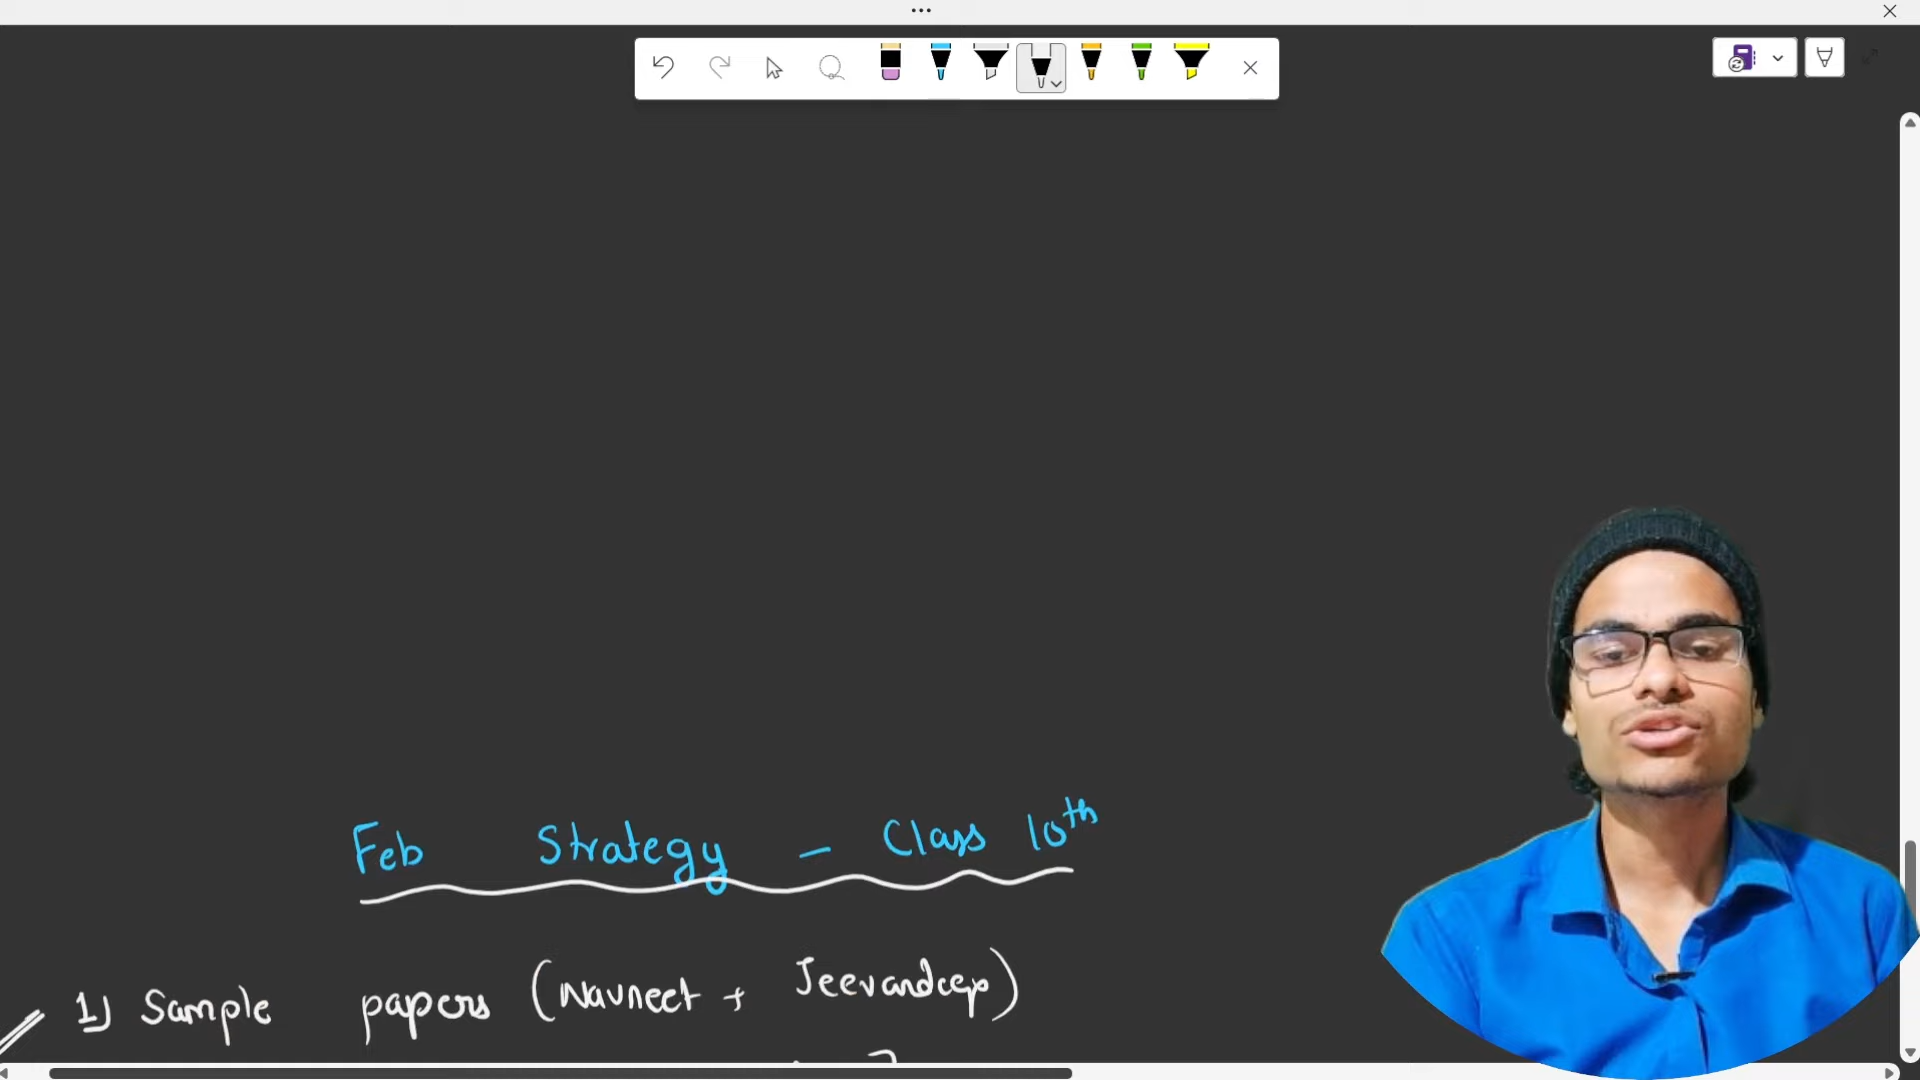 Feb Strategy - Class 10th
1) Sample papers (Navneet + Jeevandeep)